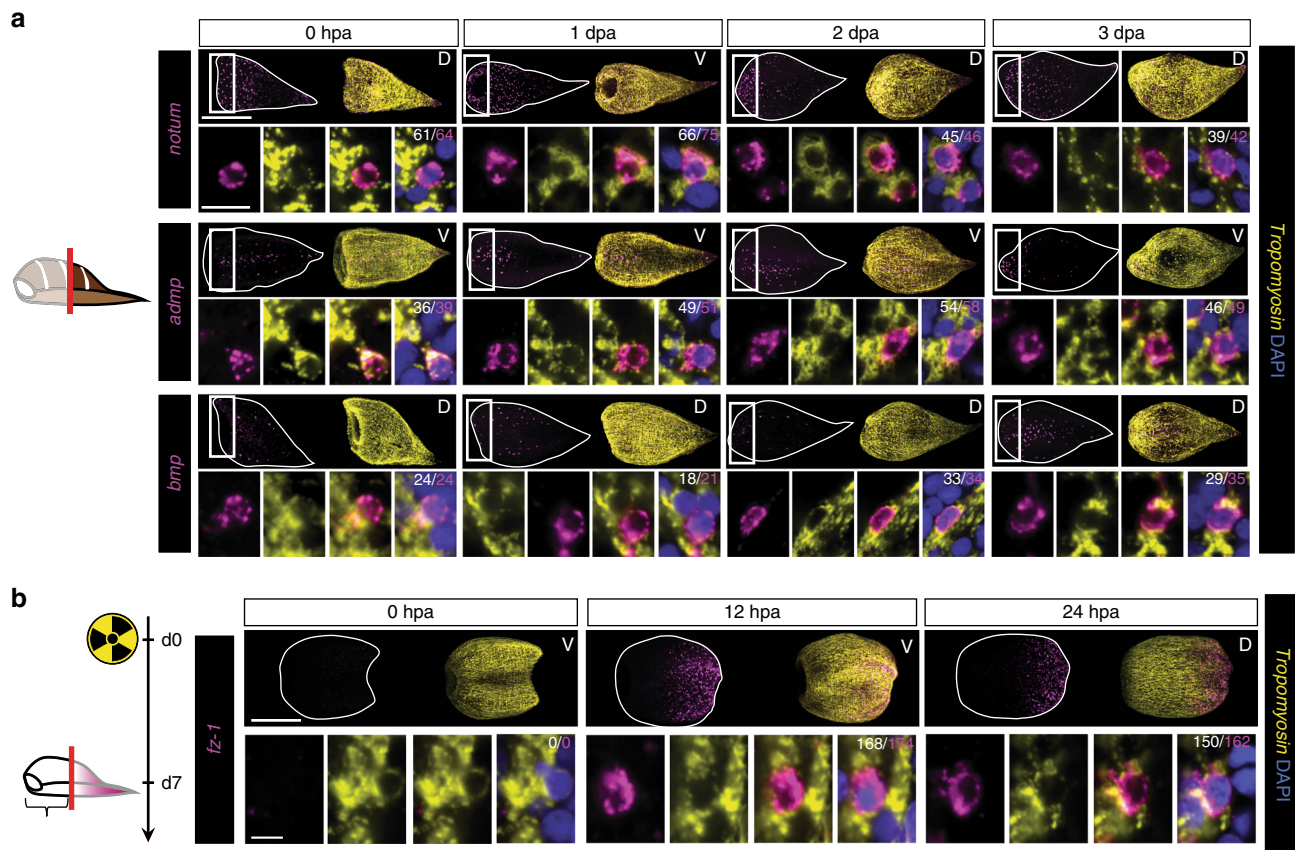 a
0 hpa
1 dpa
2 dpa
3 dpa
notum
D
V
D
D
61/64
66/75
45/46
39/42
admp
V
V
V
V
36/39
49/51
54/58
46/49
bmp
D
D
D
D
24/24
18/21
33/34
29/35
Tropomyosin DAPI
b
d0
d7
0 hpa
12 hpa
24 hpa
fz-1
V
V
D
0/0
168/174
150/162
Tropomyosin DAPI